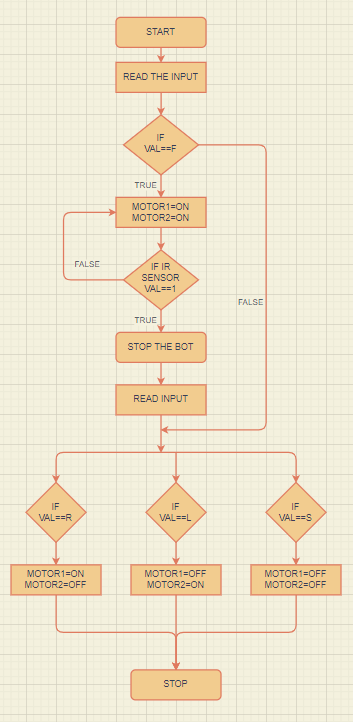 START
READ THE INPUT
IF
VAL==F
TRUE
MOTOR1=ON
MOTOR2=ON
FALSE
IF IR
SENSOR
VAL==1
FALSE
TRUE
STOP THE BOT
READ INPUT
IF
VAL==R
IF
VAL==L
IF
VAL==S
MOTOR1=ON
MOTOR2=OFF
MOTOR1=OFF
MOTOR2=ON
MOTOR1=OFF
MOTOR2=OFF
STOP